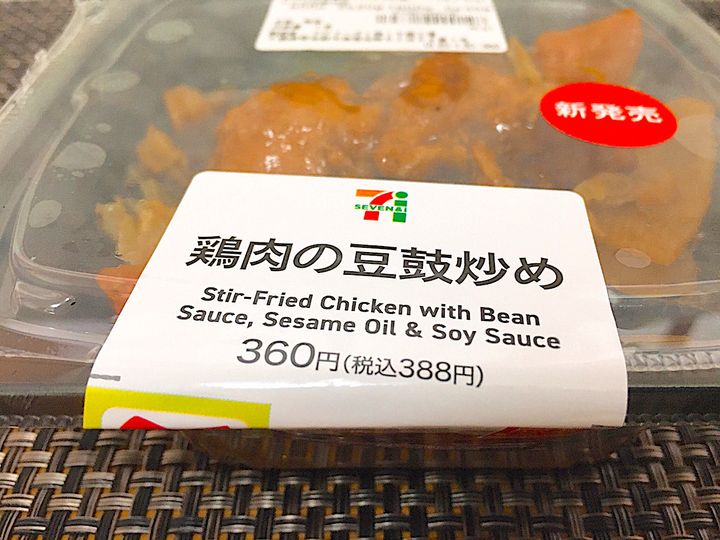 新発売
SEVEN&i
鶏肉の豆鼓炒め
Stir-Fried Chicken with Bean
Sauce, Sesame Oil & Soy Sauce
360円(税込388円)